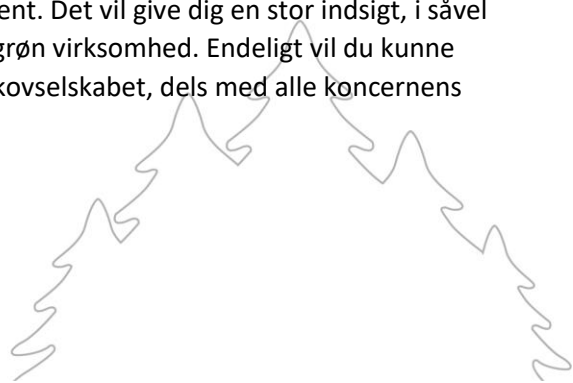 ent. Det vil give dig en stor indsigt, i såvel
grøn virksomhed. Endeligt vil du kunne
kovselskabet, dels med alle koncernens